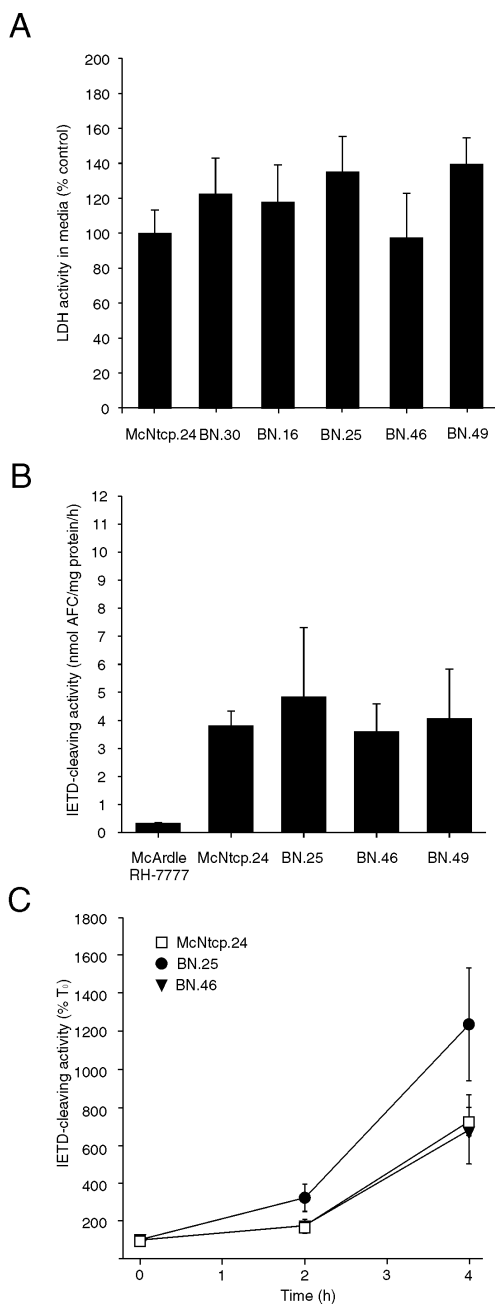 A
LDH activity in media (% control)
200
180
160
140
120
100
80
60
40
20
0
McNtcp.24 BN.30 BN.16 BN.25 BN.46 BN.49
B
IETD-cleaving activity (nmol AFC/mg protein/h)
12
11
10
9
8
7
6
5
4
3
2
1
0
McArdle McNtcp.24 BN.25 BN.46 BN.49
RH-7777
C
IETD-cleaving activity (% T₀)
1800
1600
1400
1200
1000
800
600
400
200
McNtcp.24
BN.25
BN.46
0 1 2 3 4
Time (h)